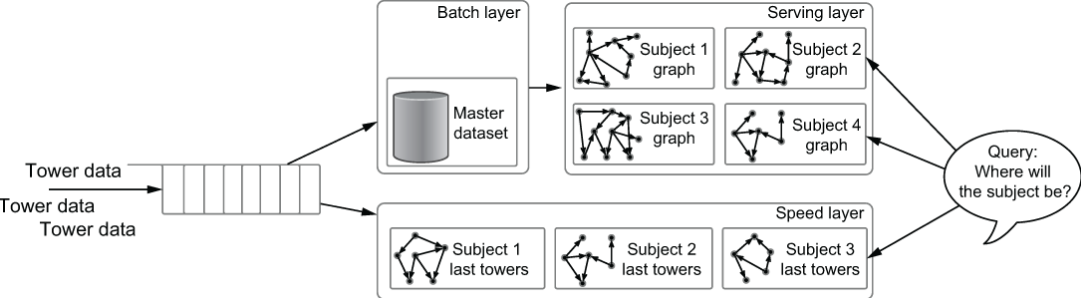 Batch layer
Master
dataset
Serving layer
Subject 1
graph
Subject 2
graph
Subject 3
graph
Subject 4
graph
Query:
Where will
the subject be?
Tower data
Tower data
Tower data
Speed layer
Subject 1
last towers
Subject 2
last towers
Subject 3
last towers